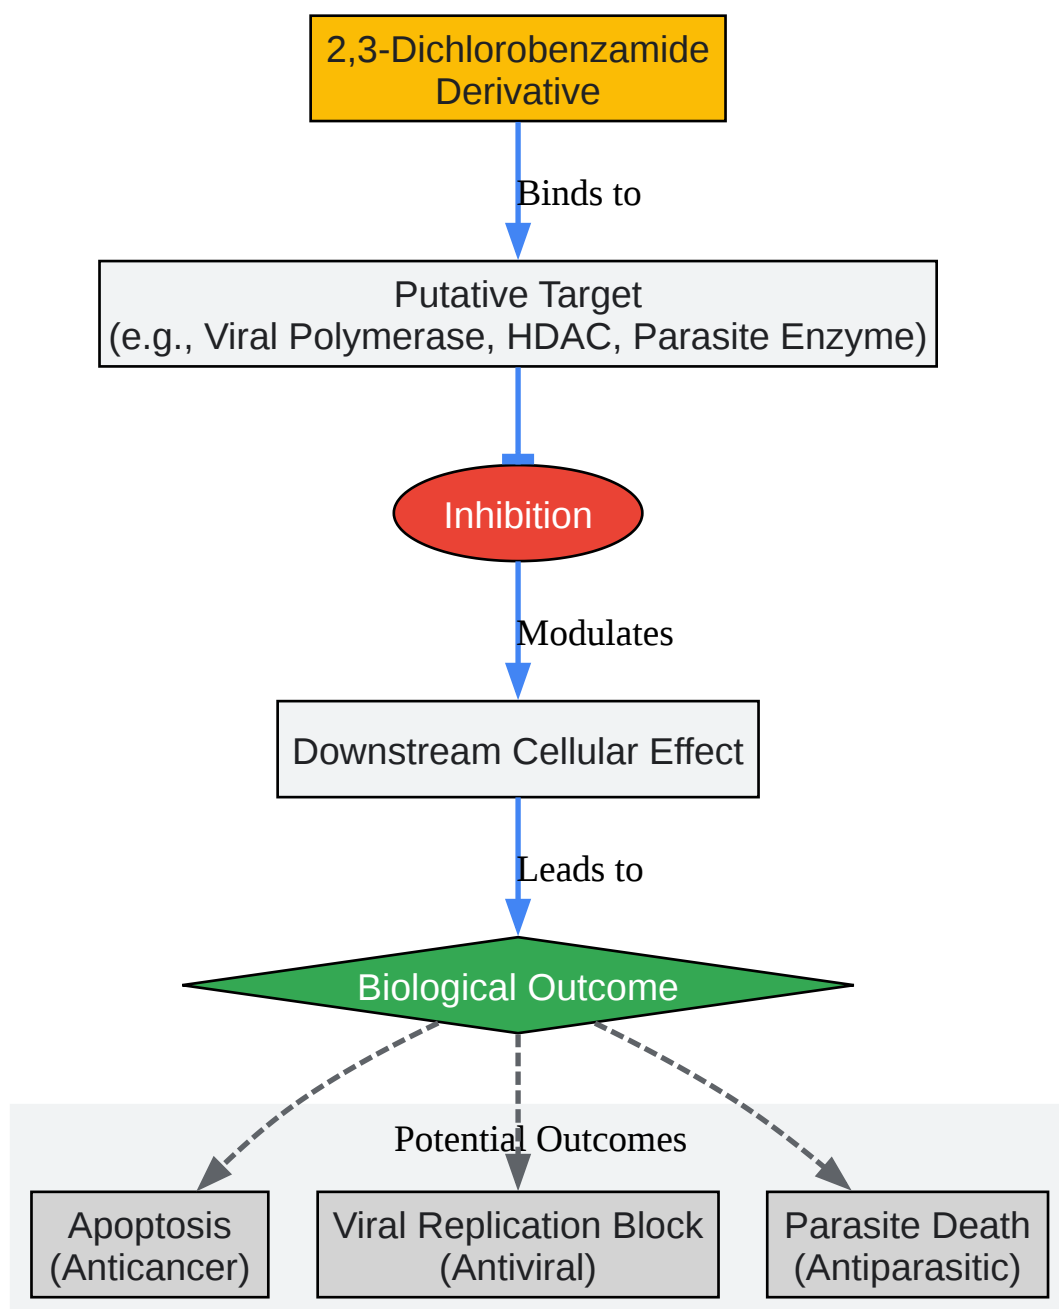 2,3-Dichlorobenzamide
Derivative
Binds to
Putative Target
(e.g., Viral Polymerase, HDAC, Parasite Enzyme)
Inhibition
Modulates
Downstream Cellular Effect
Leads to
Biological Outcome
Potential Outcomes
Apoptosis
(Anticancer)
Viral Replication Block
(Antiviral)
Parasite Death
(Antiparasitic)